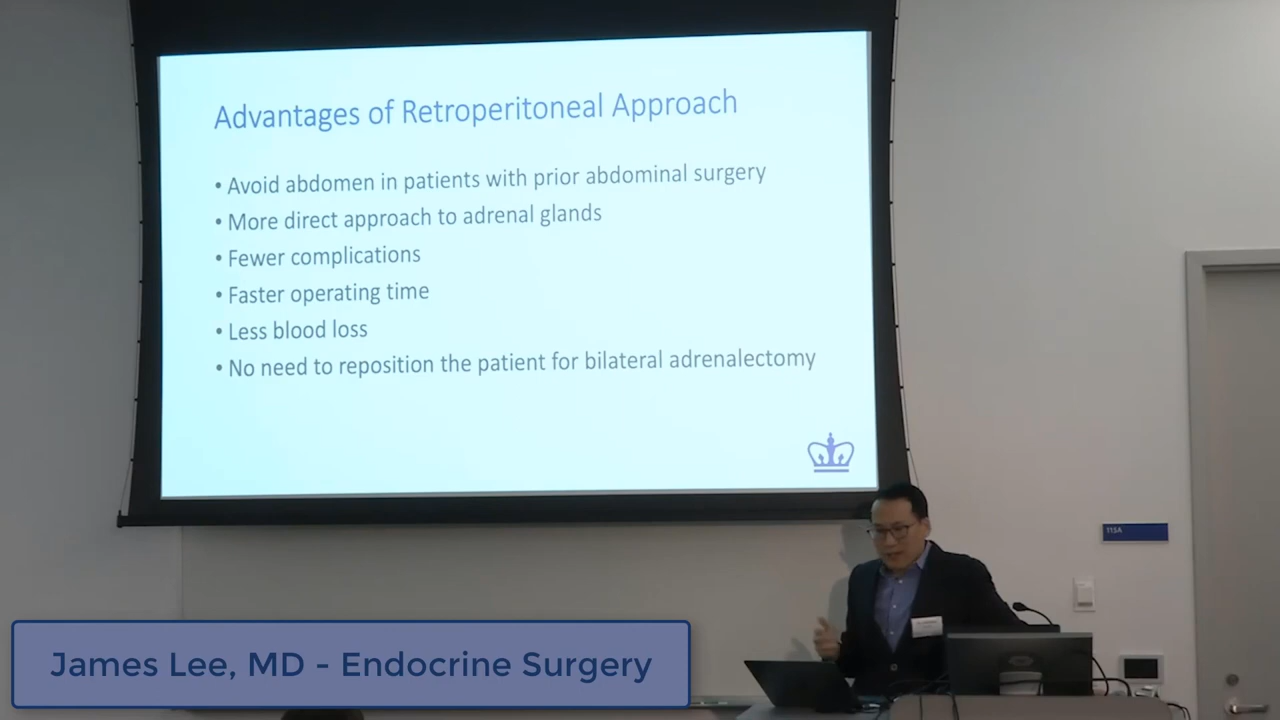 Advantages of Retroperitoneal Approach
• Avoid abdomen in patients with prior abdominal surgery
• More direct approach to adrenal glands
• Fewer complications
• Faster operating time
• Less blood loss
• No need to reposition the patient for bilateral adrenalectomy
115A
James Lee, MD - Endocrine Surgery